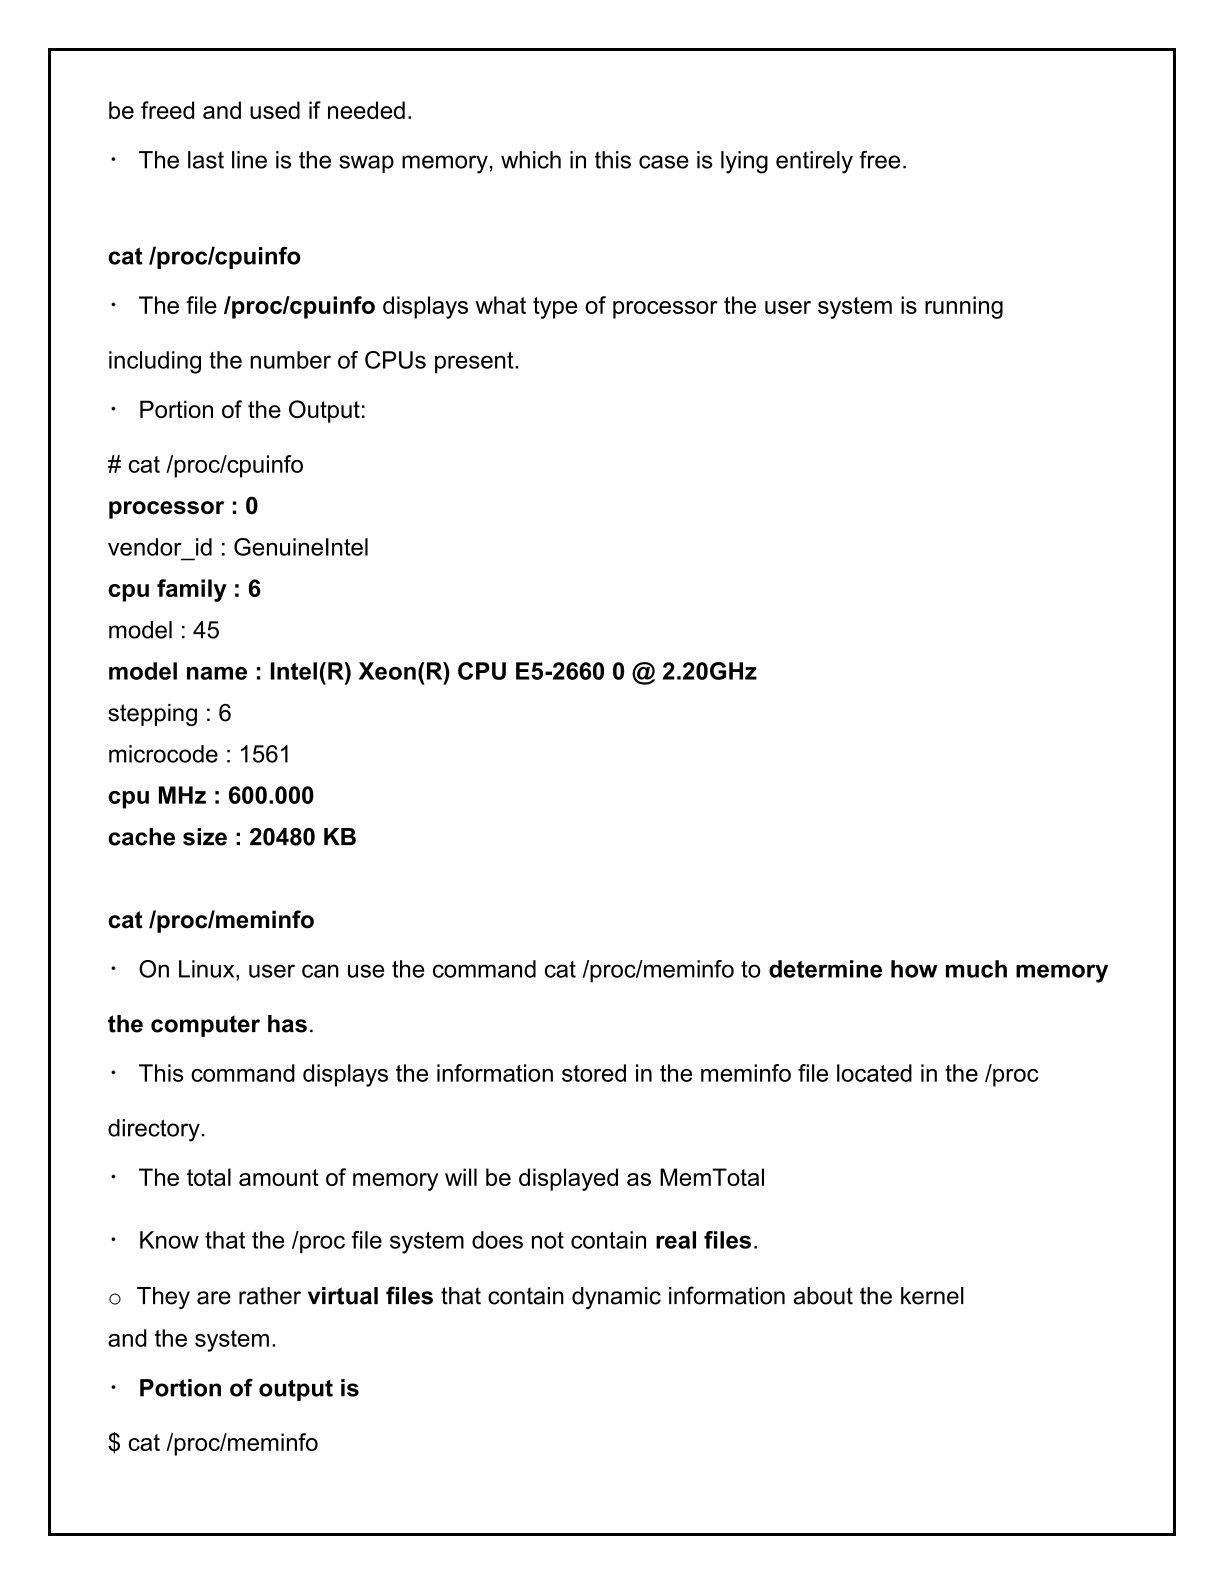 be freed and used if needed.
· The last line is the swap memory, which in this case is lying entirely free.
cat /proc/cpuinfo
· The file /proc/cpuinfo displays what type of processor the user system is running
including the number of CPUs present.
· Portion of the Output:
# cat /proc/cpuinfo
processor : 0
vendor_id : GenuineIntel
cpu family : 6
model : 45
model name : Intel(R) Xeon(R) CPU E5-2660 0 @ 2.20GHz
stepping : 6
microcode : 1561
cpu MHz : 600.000
cache size : 20480 KB
cat /proc/meminfo
· On Linux, user can use the command cat /proc/meminfo to determine how much memory
the computer has.
· This command displays the information stored in the meminfo file located in the /proc
directory.
· The total amount of memory will be displayed as MemTotal
· Know that the /proc file system does not contain real files.
o They are rather virtual files that contain dynamic information about the kernel
and the system.
· Portion of output is
$ cat /proc/meminfo